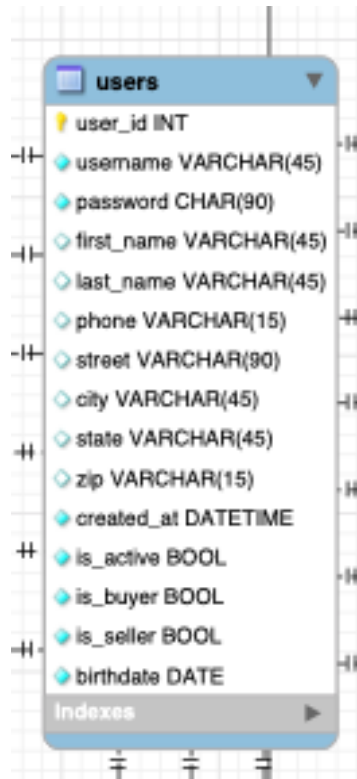 users
user_id INT
username VARCHAR(45)
password CHAR(90)
first_name VARCHAR(45)
last_name VARCHAR(45)
phone VARCHAR(15)
street VARCHAR(90)
city VARCHAR(45)
state VARCHAR(45)
zip VARCHAR(15)
created_at DATETIME
is_active BOOL
is_buyer BOOL
is_seller BOOL
birthdate DATE
Indexes